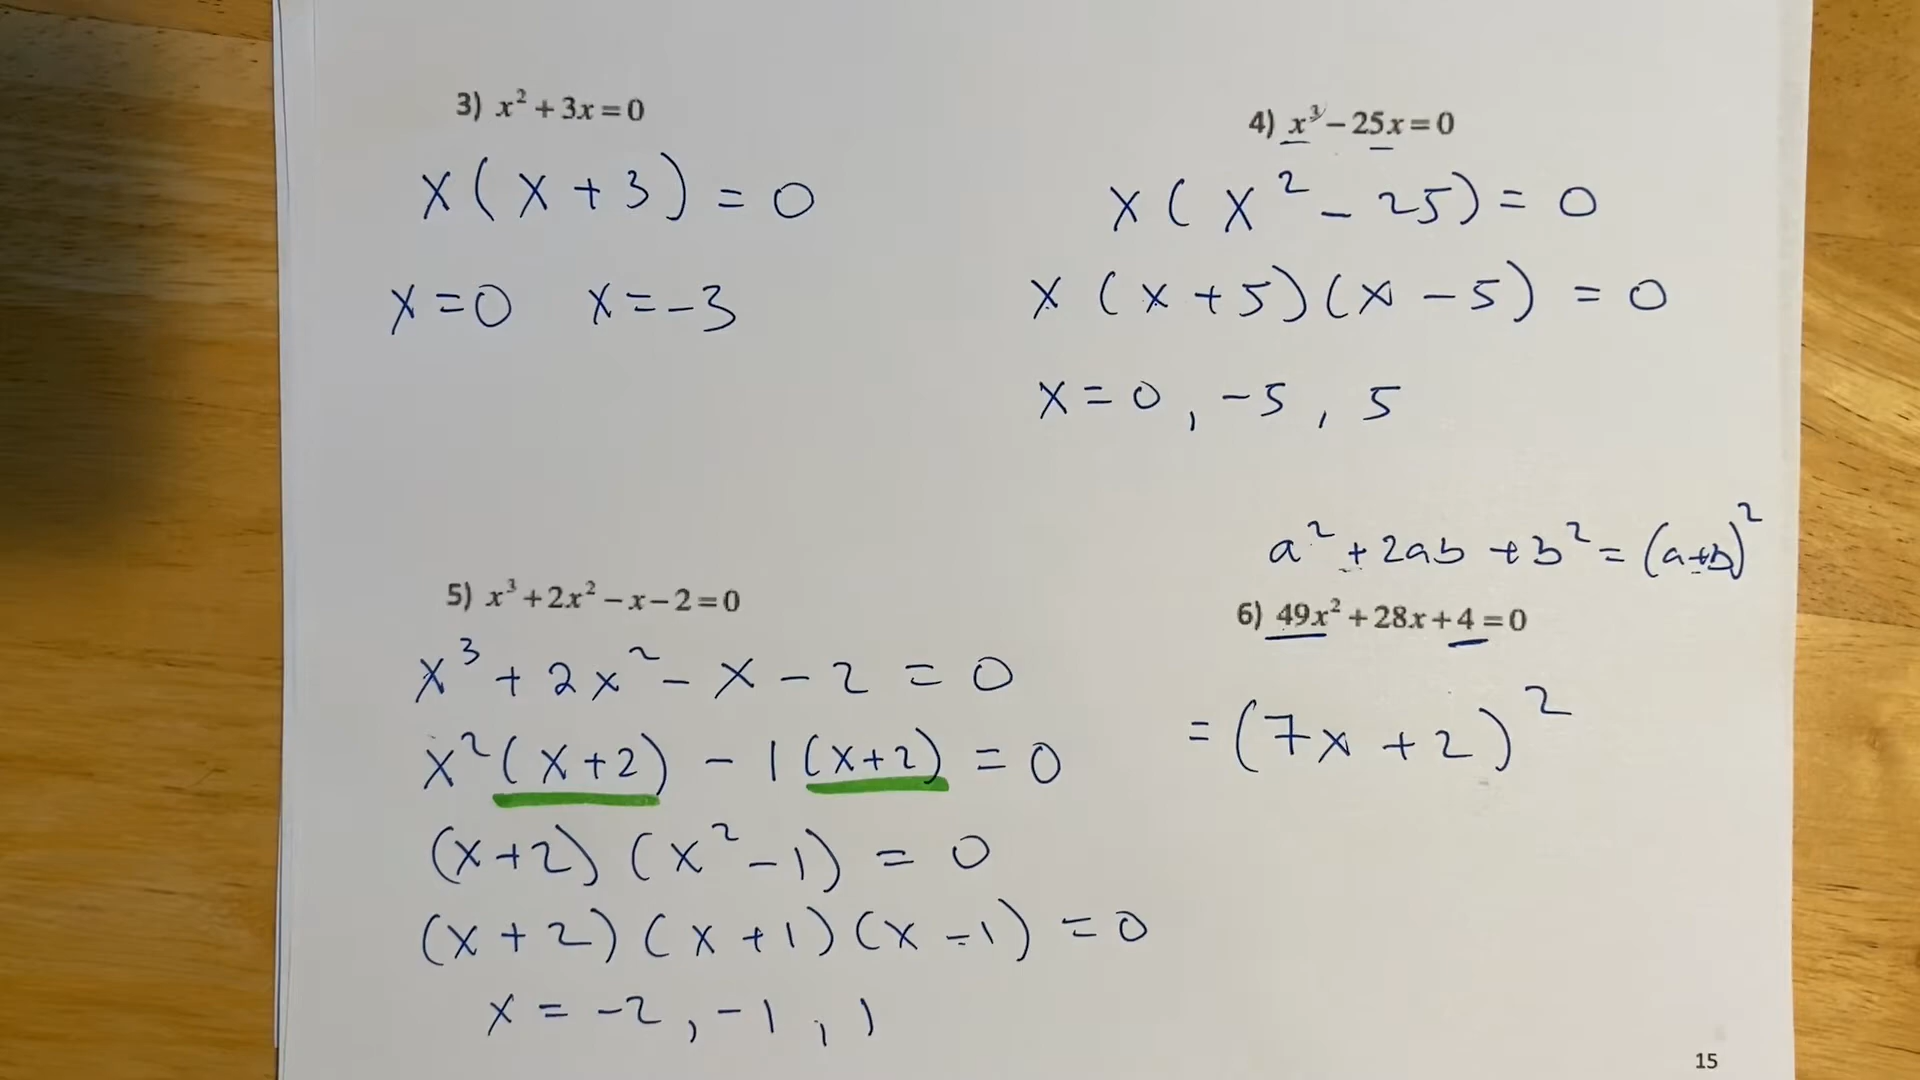 3) x² + 3x = 0
x ( x + 3 ) = 0
x = 0 x = -3
4) x³ – 25x = 0
x ( x² - 25) = 0
x ( x + 5 ) ( x - 5 ) = 0
x = 0 , -5 , 5
5) x³ + 2x² – x – 2 = 0
x³ + 2x² - x - 2 = 0
x² ( x+2 ) - 1 (x+2) = 0
(x+2) (x² - 1) = 0
(x + 2) ( x + 1) (x - 1) = 0
x = -2 , -1 , 1
a² + 2ab + b² = (a+b)²
6) 49x² + 28x + 4 = 0
= (7x + 2)²
15